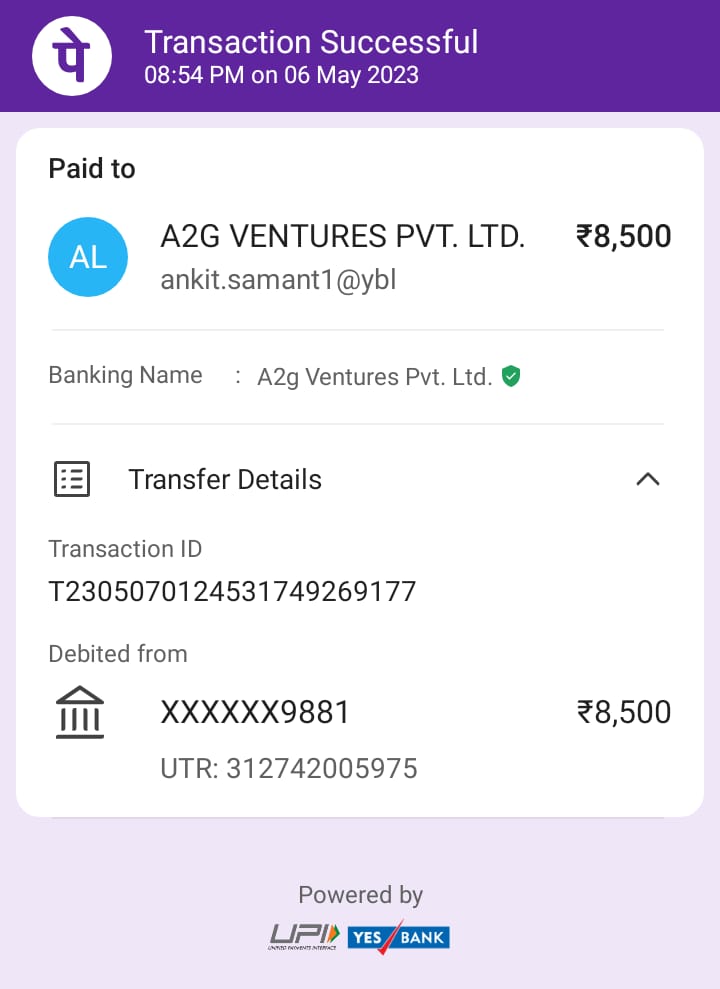 पे
Transaction Successful
08:54 PM on 06 May 2023
Paid to
AL
A2G VENTURES PVT. LTD.
₹8,500
ankit.samant1@ybl
Banking Name : A2g Ventures Pvt. Ltd.
Transfer Details
Transaction ID
T2305070124531749269177
Debited from
XXXXXX9881
₹8,500
UTR: 312742005975
Powered by
UPI
UNIFIED PAYMENTS INTERFACE
YES BANK